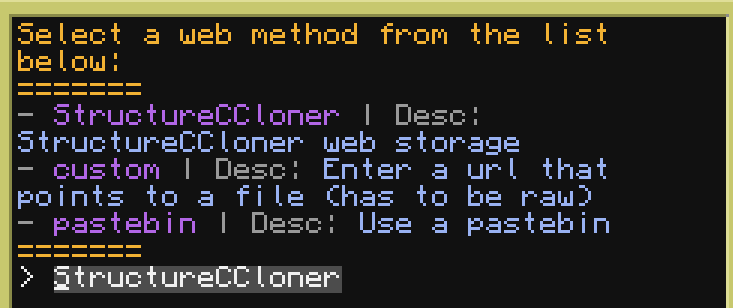 Select a web method from the list
below:
=======
- StructureCCloner | Desc:
StructureCCloner web storage
- custom | Desc: Enter a url that
points to a file (has to be raw)
- pastebin | Desc: Use a pastebin
=======
> StructureCCloner